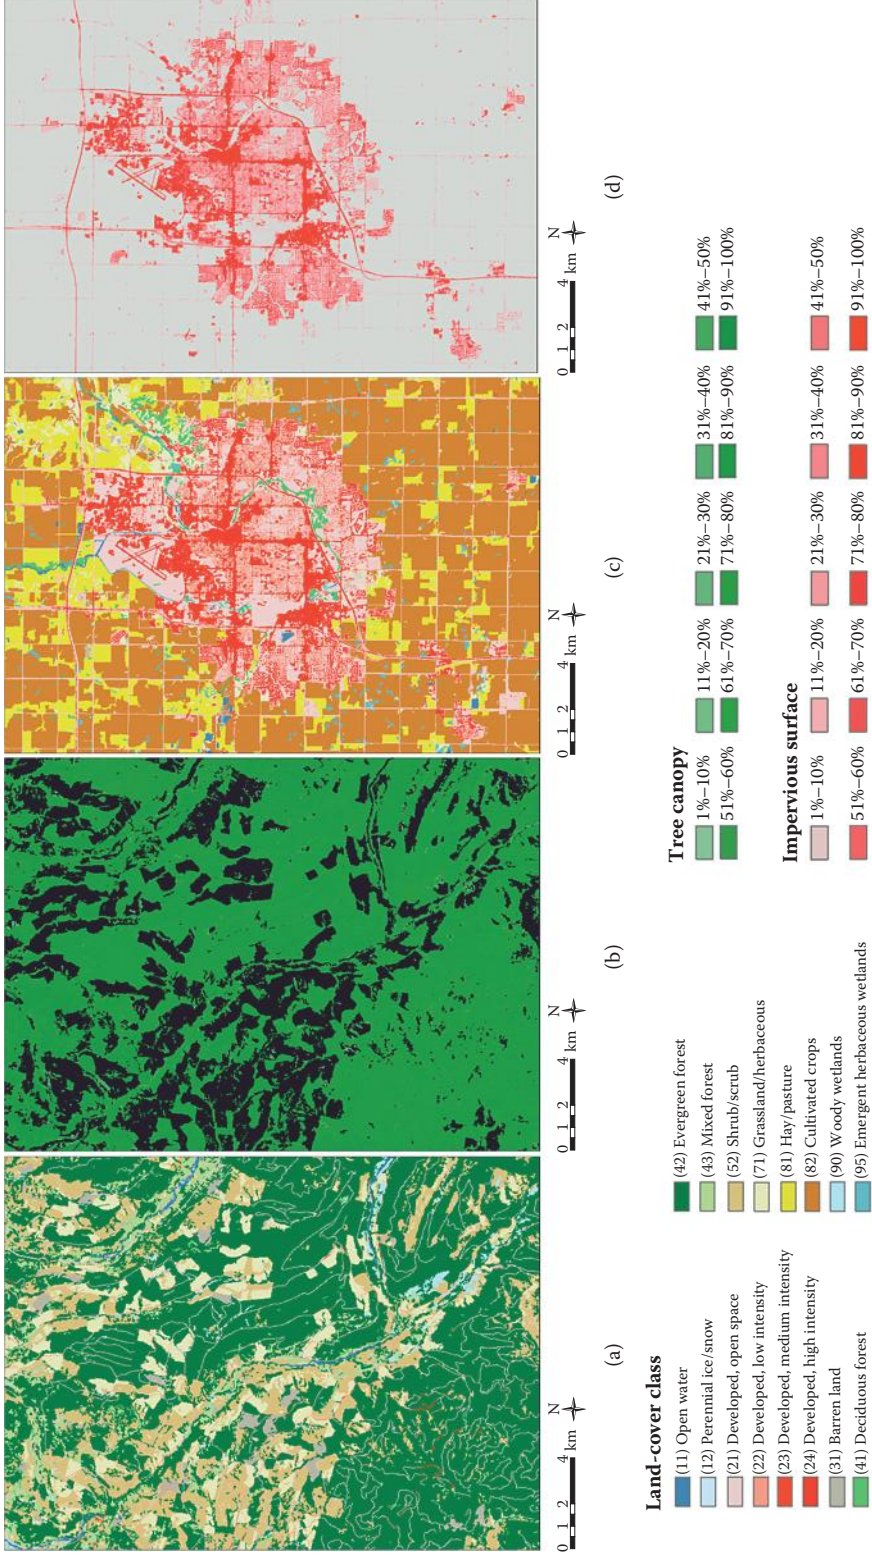 N
0 1 2 4
km
(a)
N
0 1 2 4
km
(b)
N
0 1 2 4
km
(c)
N
0 1 2 4
km
(d)
Land-cover class
(11) Open water
(12) Perennial ice/snow
(21) Developed, open space
(22) Developed, low intensity
(23) Developed, medium intensity
(24) Developed, high intensity
(31) Barren land
(41) Deciduous forest
(42) Evergreen forest
(43) Mixed forest
(52) Shrub/scrub
(71) Grassland/herbaceous
(81) Hay/pasture
(82) Cultivated crops
(90) Woody wetlands
(95) Emergent herbaceous wetlands
Tree canopy
1%–10% 11%–20% 21%–30% 31%–40% 41%–50%
51%–60% 61%–70% 71%–80% 81%–90% 91%–100%
Impervious surface
1%–10% 11%–20% 21%–30% 31%–40% 41%–50%
51%–60% 61%–70% 71%–80% 81%–90% 91%–100%